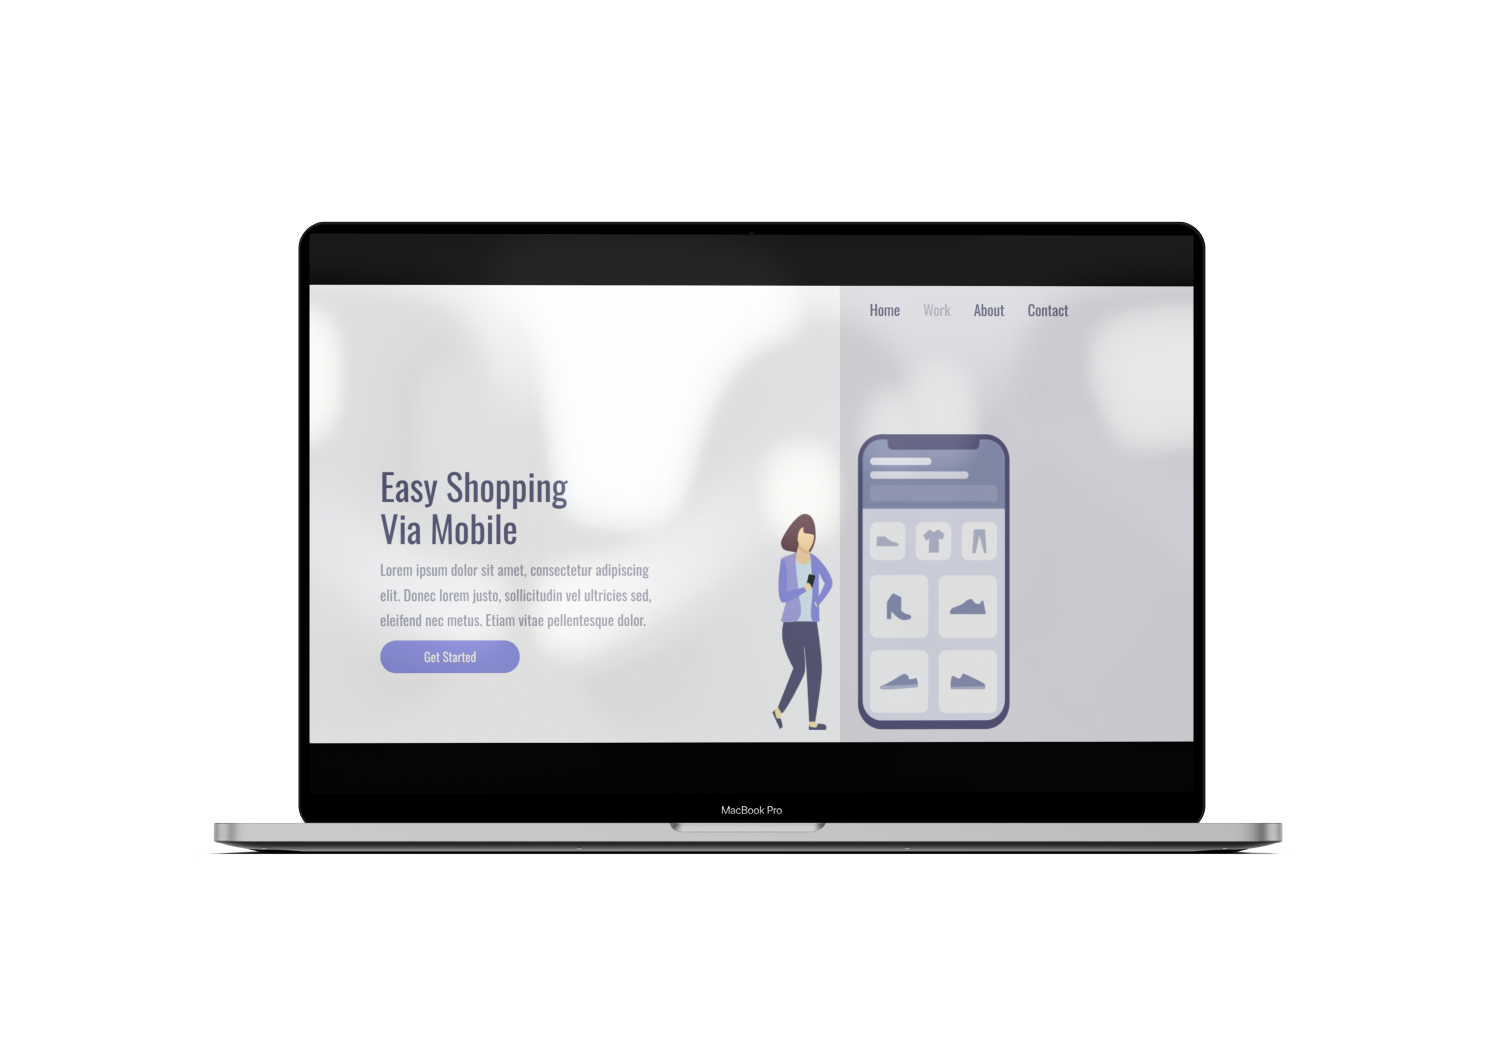 Home Work About Contact
Easy Shopping
Via Mobile
Lorem ipsum dolor sit amet, consectetur adipiscing
elit. Donec lorem justo, sollicitudin vel ultricies sed,
eleifend nec metus. Etiam vitae pellentesque dolor.
Get Started
MacBook Pro